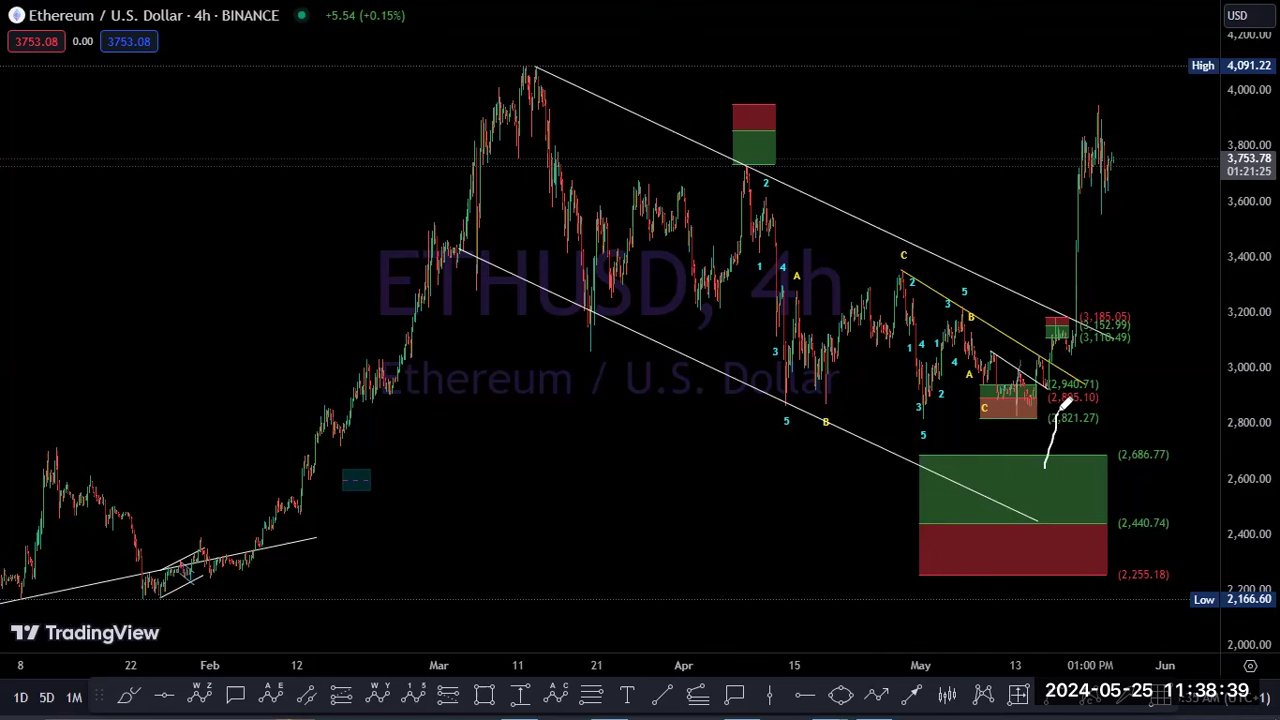 Ethereum / U.S. Dollar · 4h · BINANCE +5.54 (+0.15%)
3753.08 0.00 3753.08
USD
4,200.00
High 4,091.22
4,000.00
3,800.00
3,753.78
01:21:25
3,600.00
3,400.00
3,200.00
3,000.00
2,800.00
2,600.00
2,400.00
2,200.00
Low 2,166.60
2,000.00
ETHUSD, 4h
Ethereum / U.S. Dollar
2
1
4
A
3
5
B
C
2
5
3
B
1
4
1
4
A
2
3
C
5
(3,185.05)
(3,152.99)
(2,940.71)
(2,821.27)
(2,686.77)
(2,440.74)
(2,255.18)
TradingView
8 22 Feb 12 Mar 11 21 Apr 15 May 13 01:00 PM Jun
1D 5D 1M
2024-05-25 11:38:39